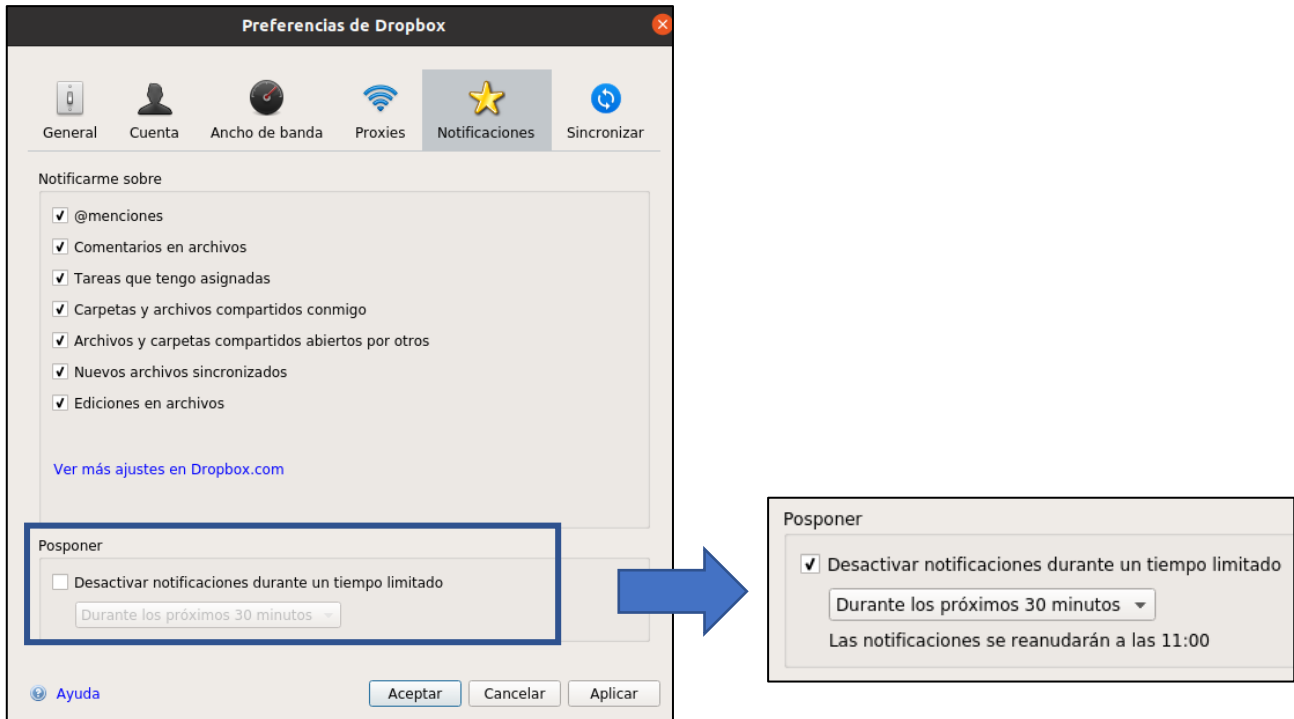 Preferencias de Dropbox
General Cuenta Ancho de banda Proxies Notificaciones Sincronizar
Notificarme sobre
@menciones
Comentarios en archivos
Tareas que tengo asignadas
Carpetas y archivos compartidos conmigo
Archivos y carpetas compartidos abiertos por otros
Nuevos archivos sincronizados
Ediciones en archivos
Ver más ajustes en Dropbox.com
Posponer
Desactivar notificaciones durante un tiempo limitado
Durante los próximos 30 minutos
Ayuda Aceptar Cancelar Aplicar
Posponer
Desactivar notificaciones durante un tiempo limitado
Durante los próximos 30 minutos
Las notificaciones se reanudarán a las 11:00